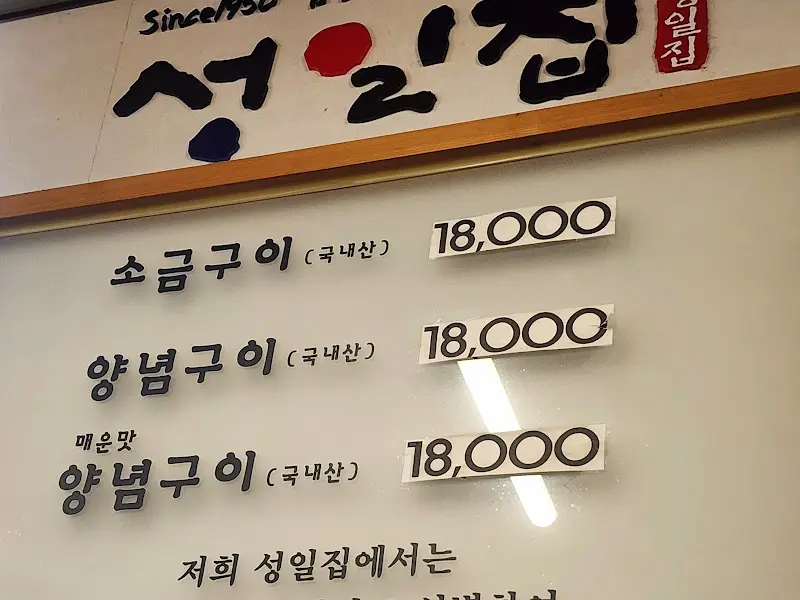 Since1950
성일집
성일집
소금구이 (국내산) 18,000
양념구이 (국내산) 18,000
매운맛
양념구이 (국내산) 18,000
저희 성일집에서는